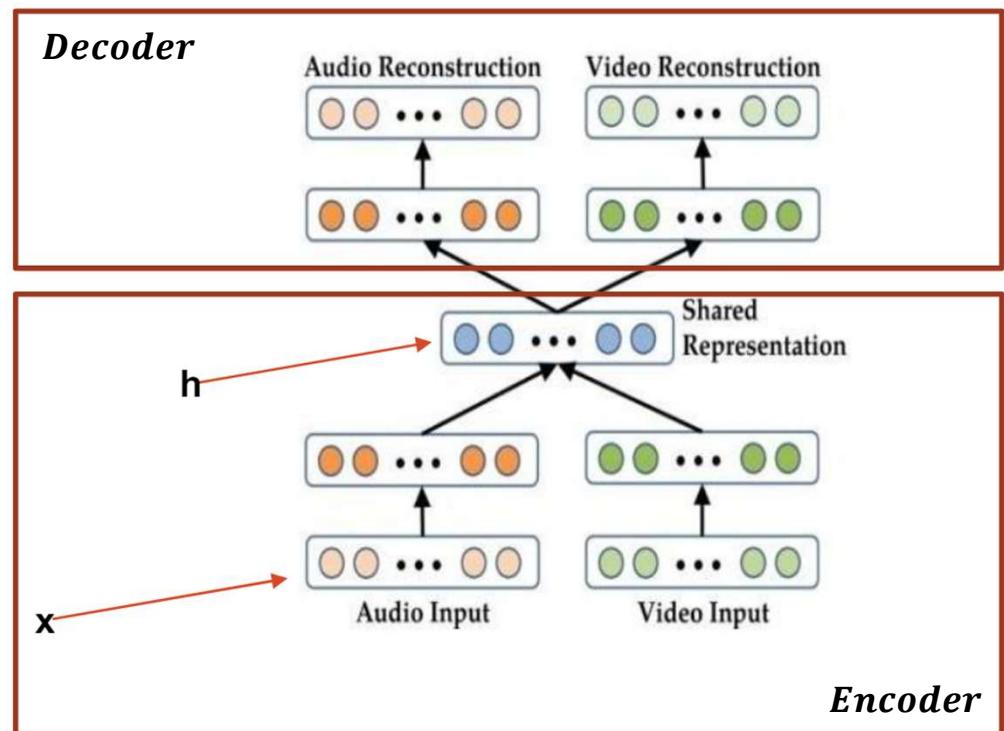 Decoder
Audio Reconstruction
Video Reconstruction
Shared
Representation
h
x
Audio Input
Video Input
Encoder